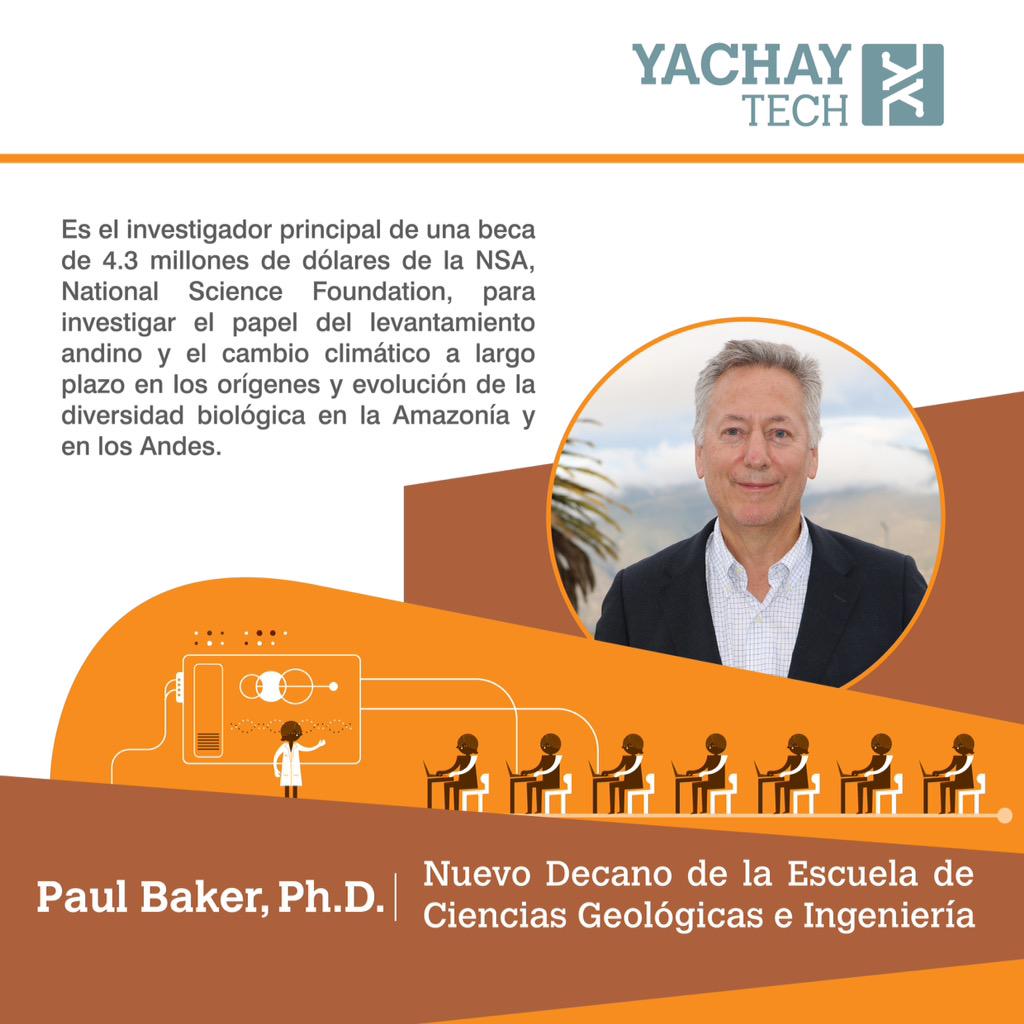 YACHAY
TECH
Es el investigador principal de una beca
de 4.3 millones de dólares de la NSA,
National Science Foundation, para
investigar el papel del levantamiento
andino y el cambio climático a largo
plazo en los orígenes y evolución de la
diversidad biológica en la Amazonía y
en los Andes.
Paul Baker, Ph.D.
Nuevo Decano de la Escuela de
Ciencias Geológicas e Ingeniería